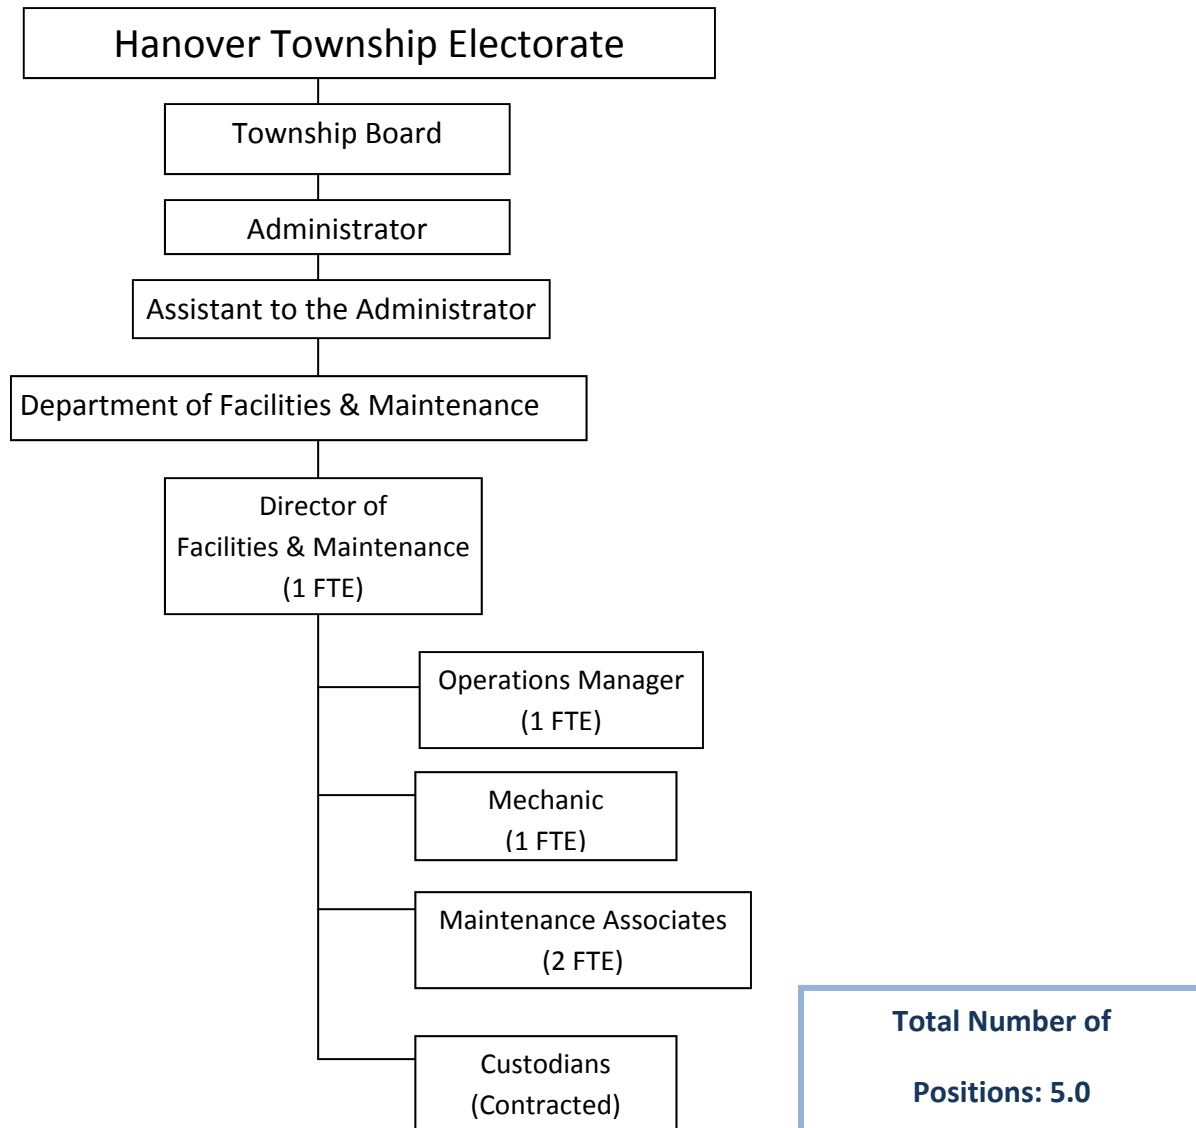 Hanover Township Electorate
Township Board
Administrator
Assistant to the Administrator
Department of Facilities & Maintenance
Director of
Facilities & Maintenance
(1 FTE)
Operations Manager
(1 FTE)
Mechanic
(1 FTE)
Maintenance Associates
(2 FTE)
Custodians
(Contracted)
Total Number of
Positions: 5.0